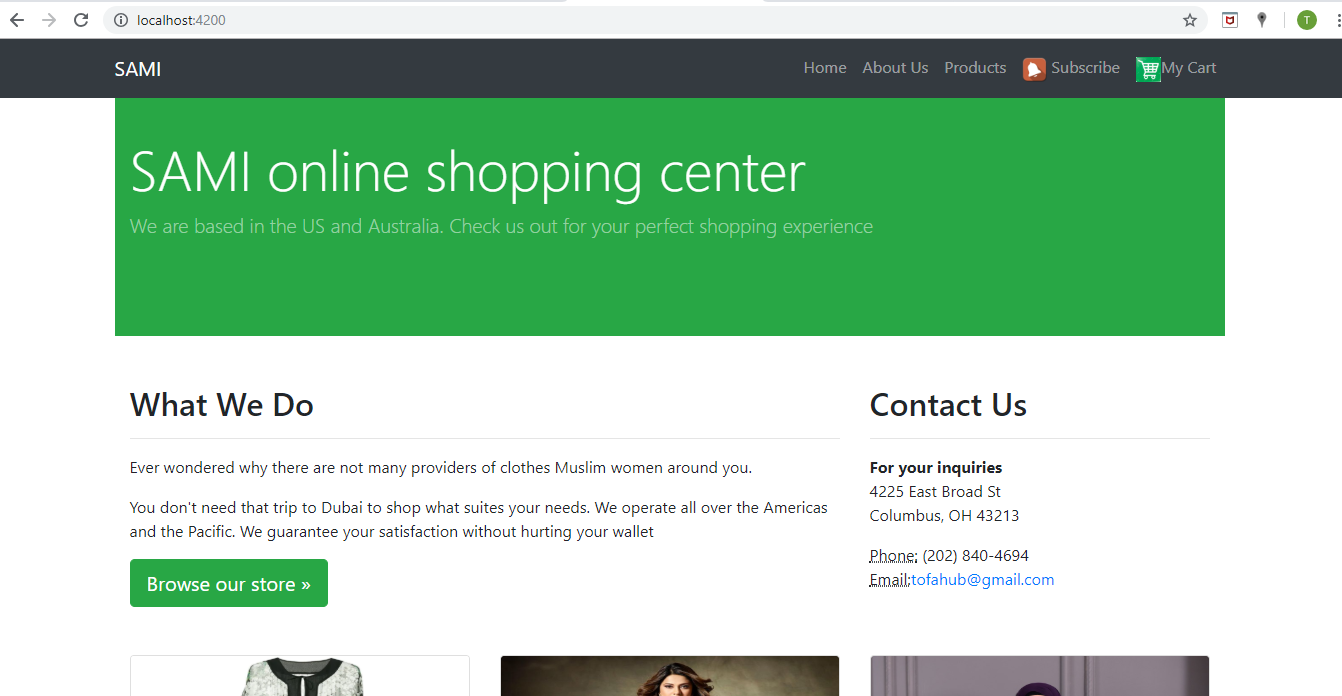 localhost:4200
T
SAMI
Home About Us Products Subscribe My Cart
SAMI online shopping center
We are based in the US and Australia. Check us out for your perfect shopping experience
What We Do
Ever wondered why there are not many providers of clothes Muslim women around you.
You don't need that trip to Dubai to shop what suites your needs. We operate all over the Americas
and the Pacific. We guarantee your satisfaction without hurting your wallet
Browse our store »
Contact Us
For your inquiries
4225 East Broad St
Columbus, OH 43213
Phone: (202) 840-4694
Email:tofahub@gmail.com